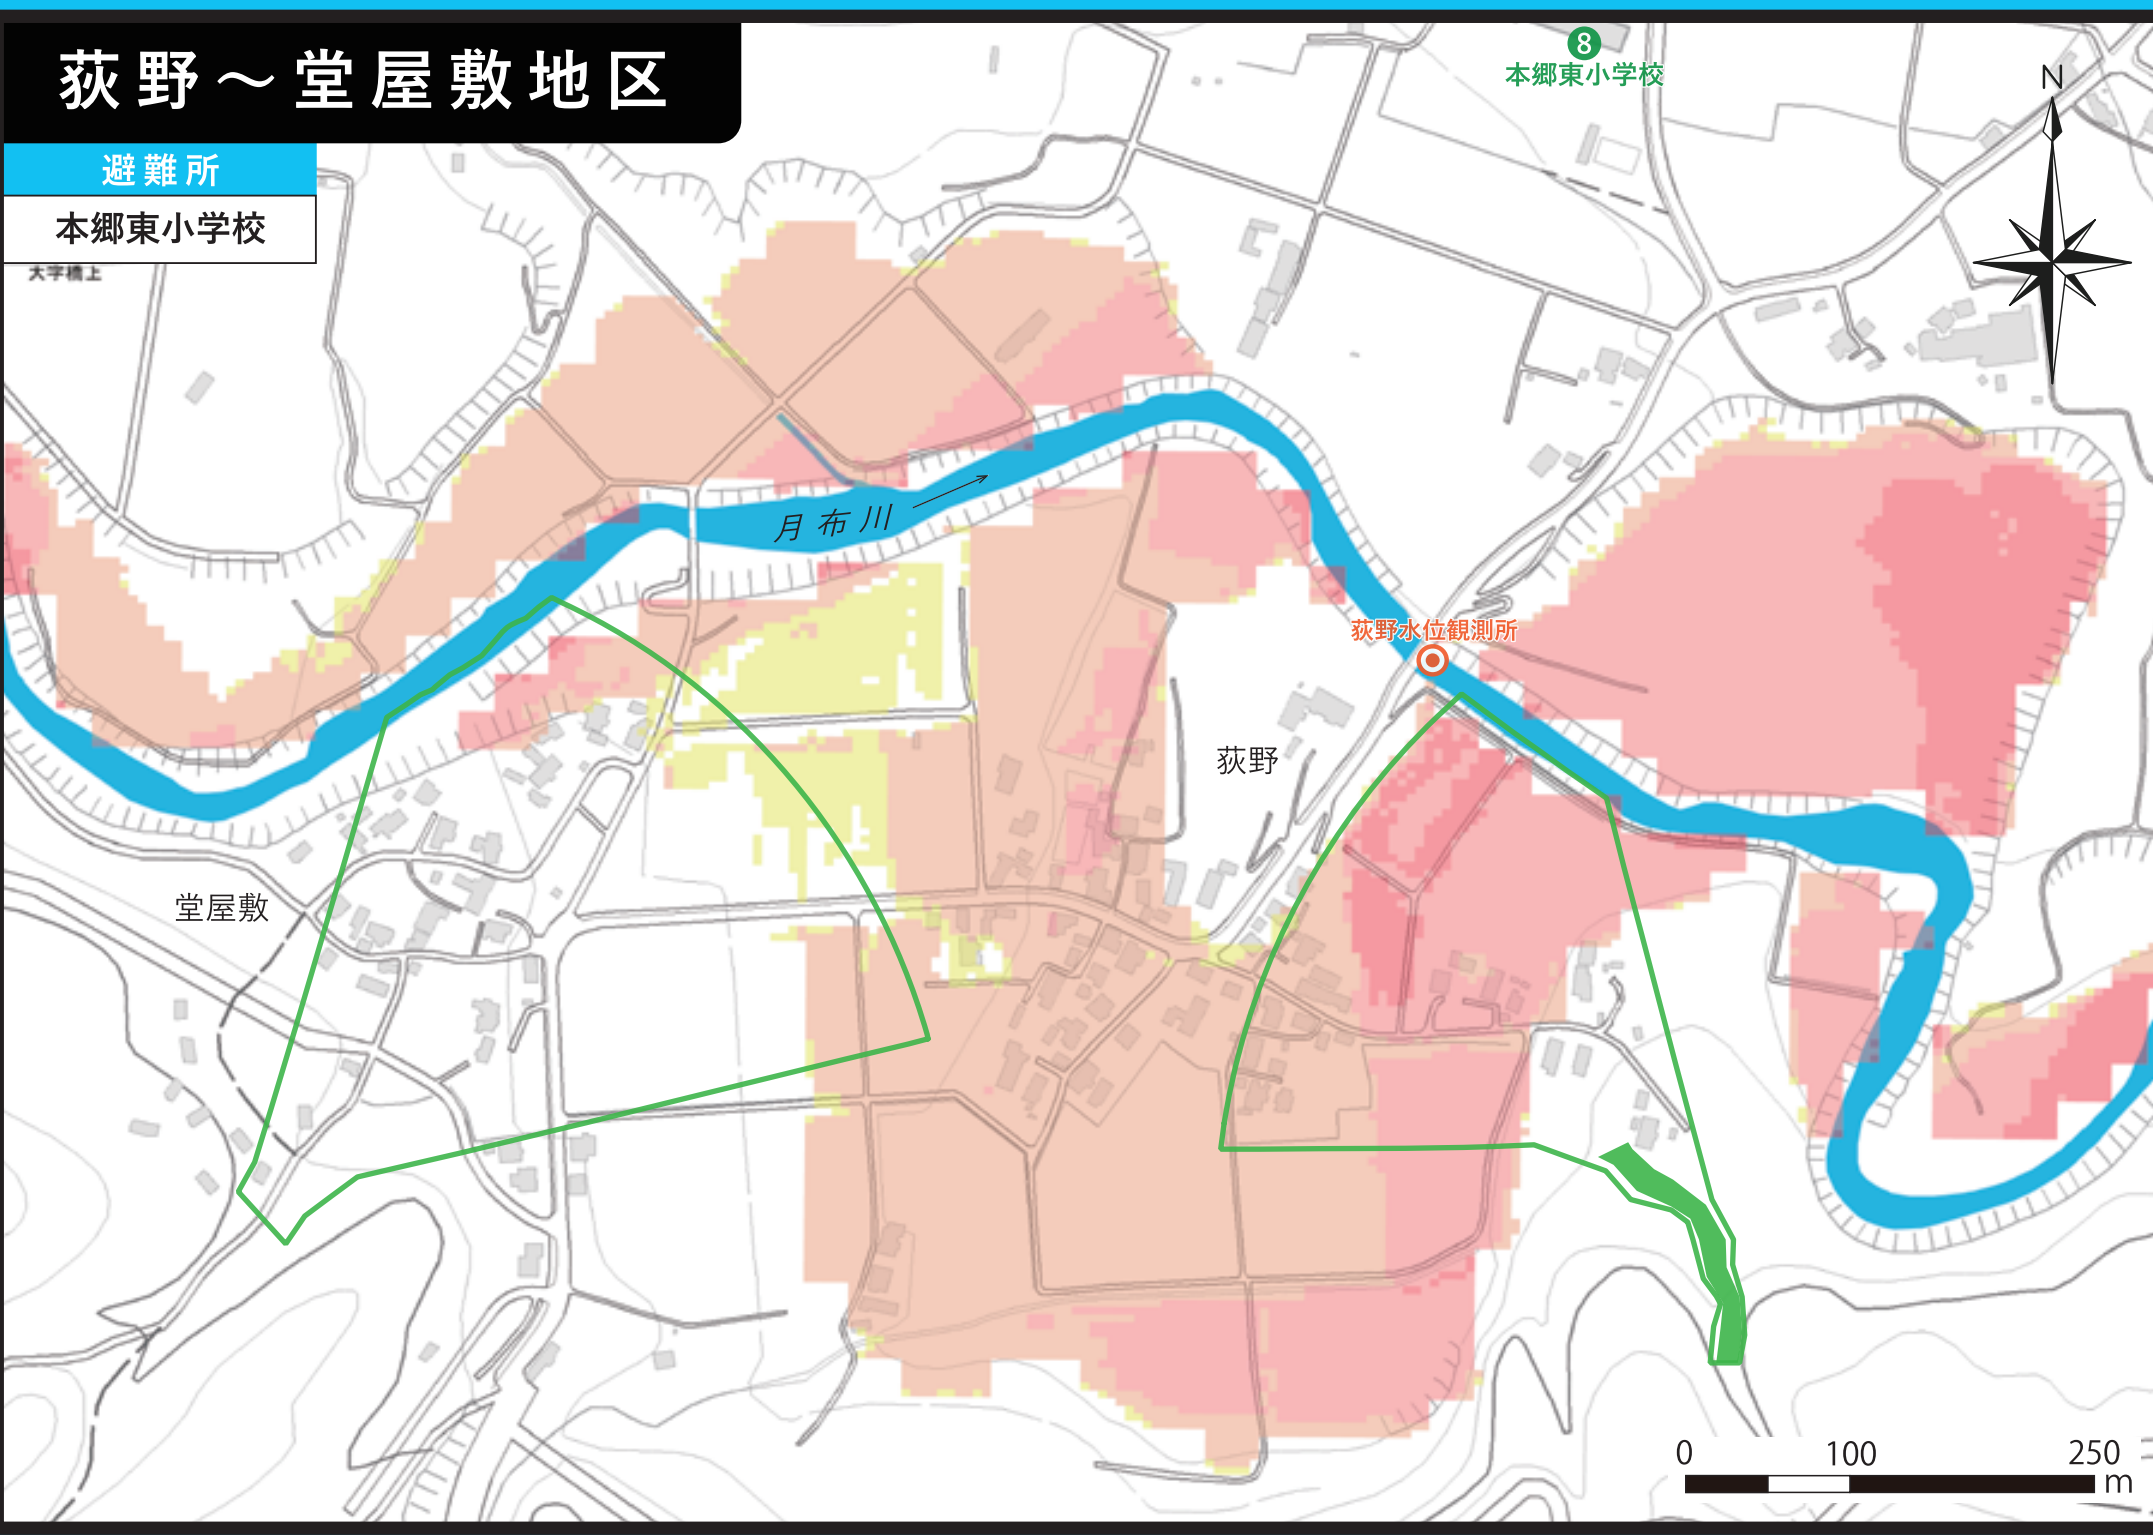 荻野～堂屋敷地区
避難所
本郷東小学校
大字橋上
8
本郷東小学校
N
月布川
荻野水位観測所
荻野
堂屋敷
0 100 250
m